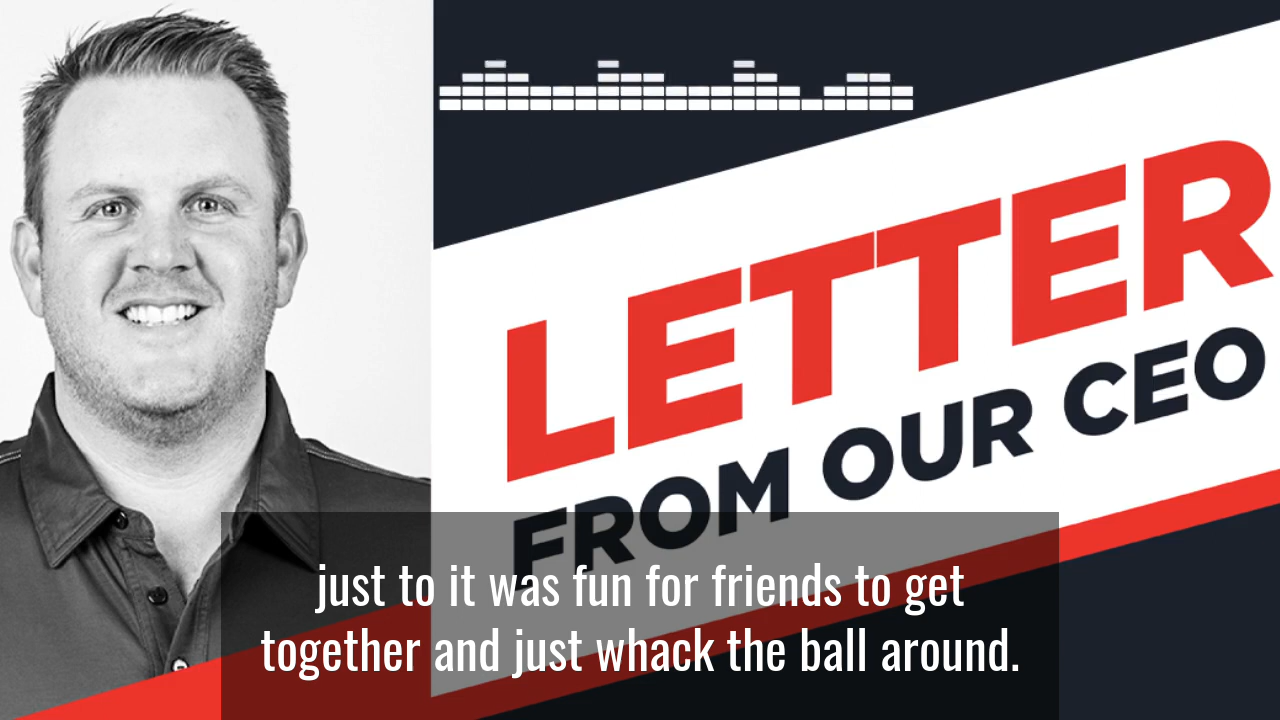 LETTER
FROM OUR CEO
just to it was fun for friends to get
together and just whack the ball around.